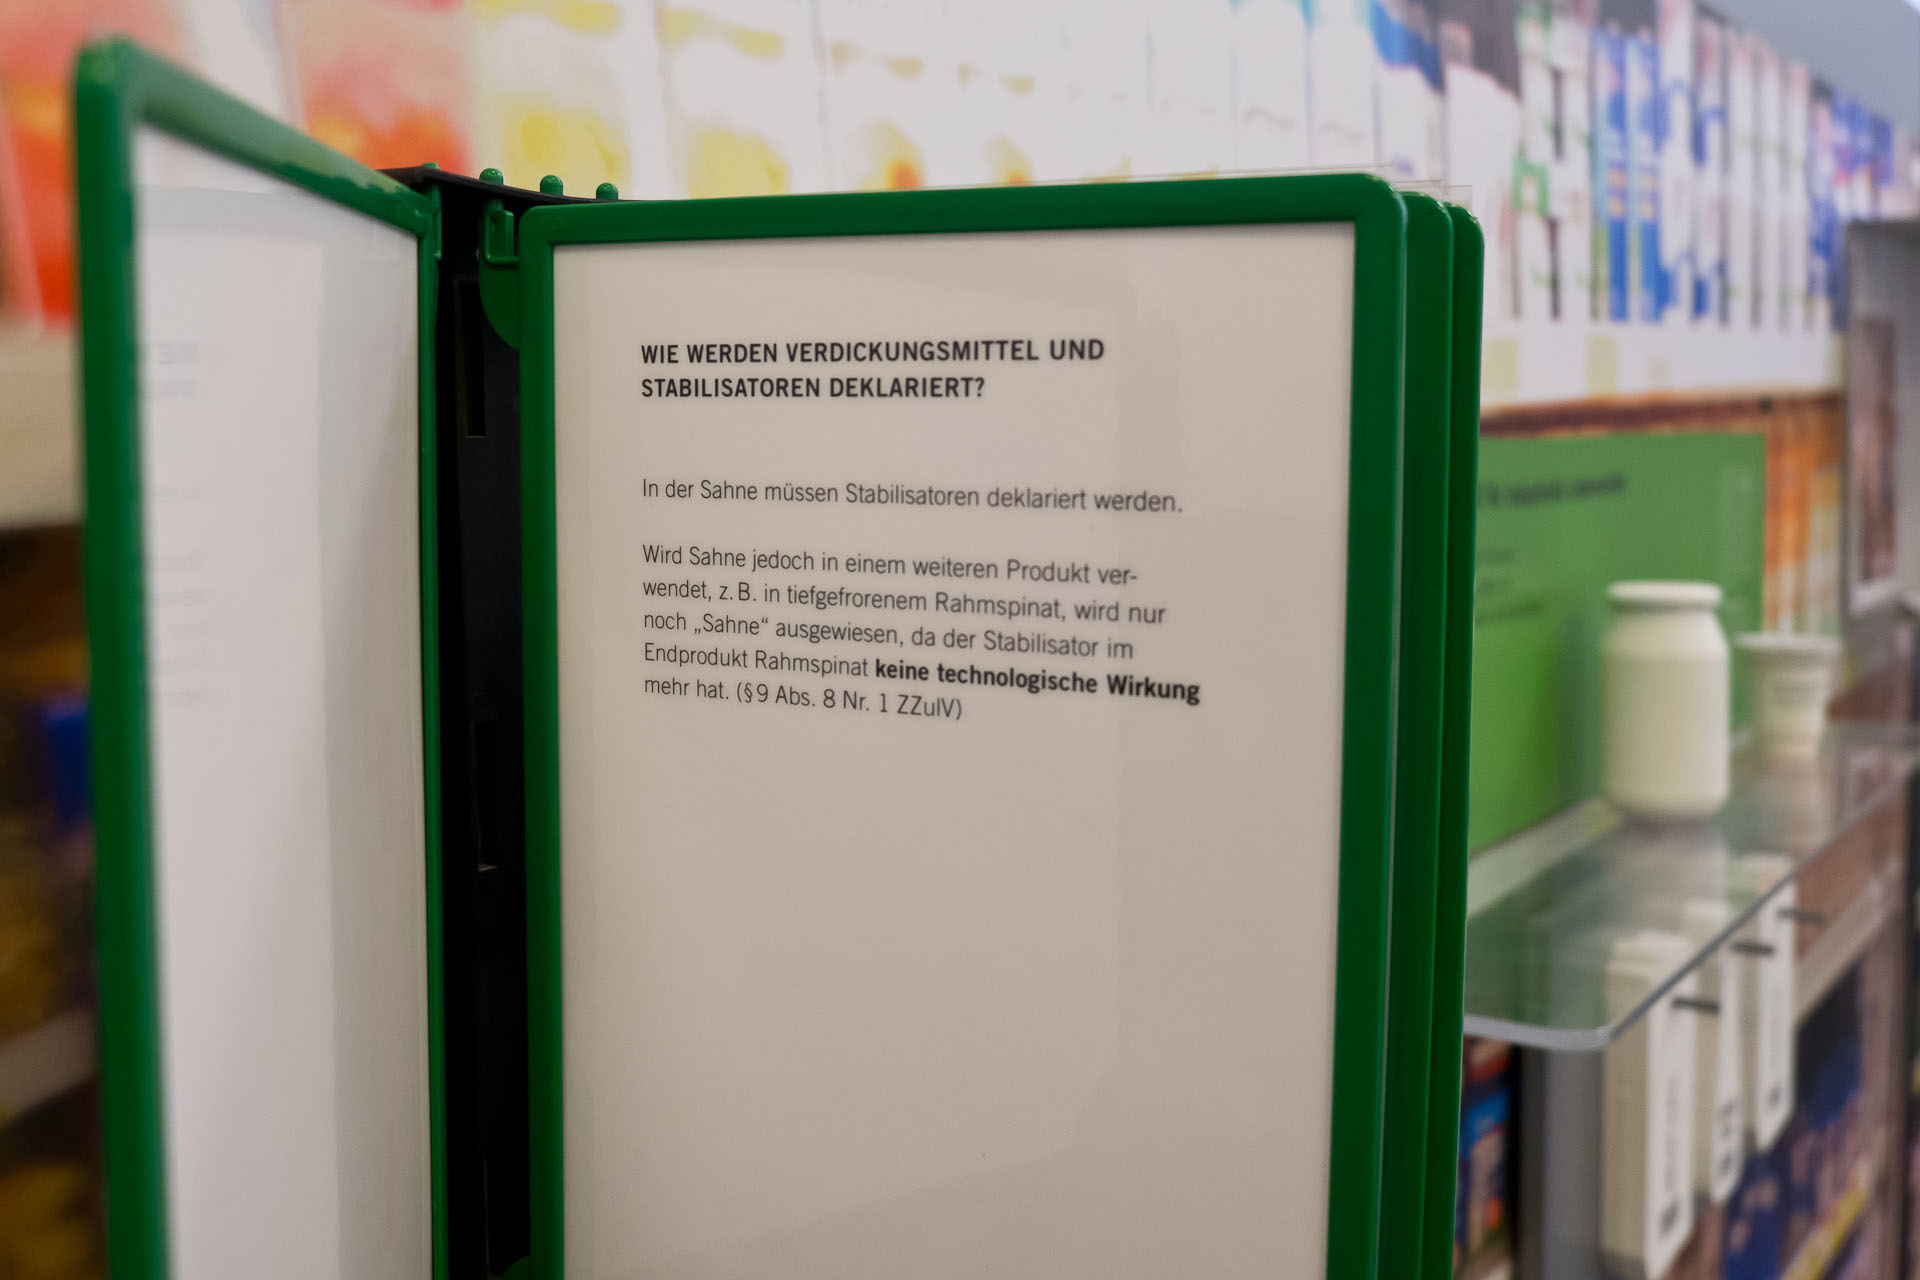 WIE WERDEN VERDICKUNGSMITTEL UND
STABILISATOREN DEKLARIERT?
In der Sahne müssen Stabilisatoren deklariert werden.
Wird Sahne jedoch in einem weiteren Produkt ver-
wendet, z. B. in tiefgefrorenem Rahmspinat, wird nur
noch „Sahne“ ausgewiesen, da der Stabilisator im
Endprodukt Rahmspinat keine technologische Wirkung
mehr hat. (§ 9 Abs. 8 Nr. 1 ZZulV)